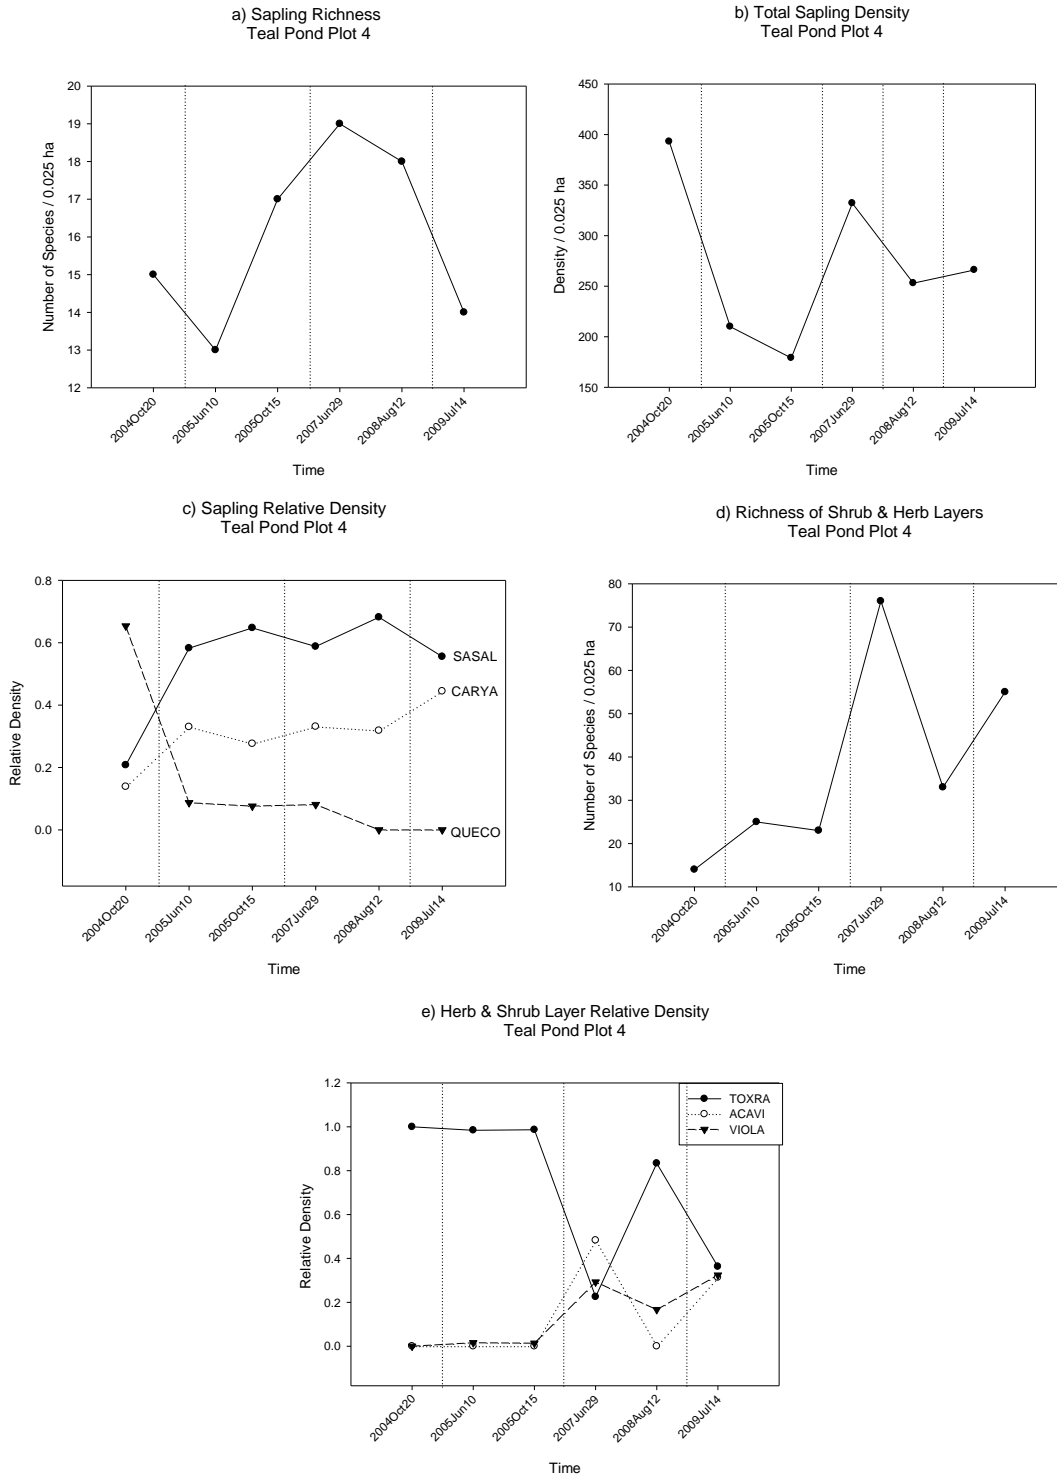 a) Sapling Richness
Teal Pond Plot 4
Number of Species / 0.025 ha
20
19
18
17
16
15
14
13
12
2004Oct20
2005Jun10
2005Oct15
2007Jun29
2008Aug12
2009Jul14
Time
b) Total Sapling Density
Teal Pond Plot 4
Density / 0.025 ha
450
400
350
300
250
200
150
2004Oct20
2005Jun10
2005Oct15
2007Jun29
2008Aug12
2009Jul14
Time
c) Sapling Relative Density
Teal Pond Plot 4
Relative Density
0.8
0.6
0.4
0.2
0.0
SASAL
CARYA
QUECO
2004Oct20
2005Jun10
2005Oct15
2007Jun29
2008Aug12
2009Jul14
Time
d) Richness of Shrub & Herb Layers
Teal Pond Plot 4
Number of Species / 0.025 ha
80
70
60
50
40
30
20
10
2004Oct20
2005Jun10
2005Oct15
2007Jun29
2008Aug12
2009Jul14
Time
e) Herb & Shrub Layer Relative Density
Teal Pond Plot 4
Relative Density
1.2
1.0
0.8
0.6
0.4
0.2
0.0
TOXRA
ACAVI
VIOLA
2004Oct20
2005Jun10
2005Oct15
2007Jun29
2008Aug12
2009Jul14
Time